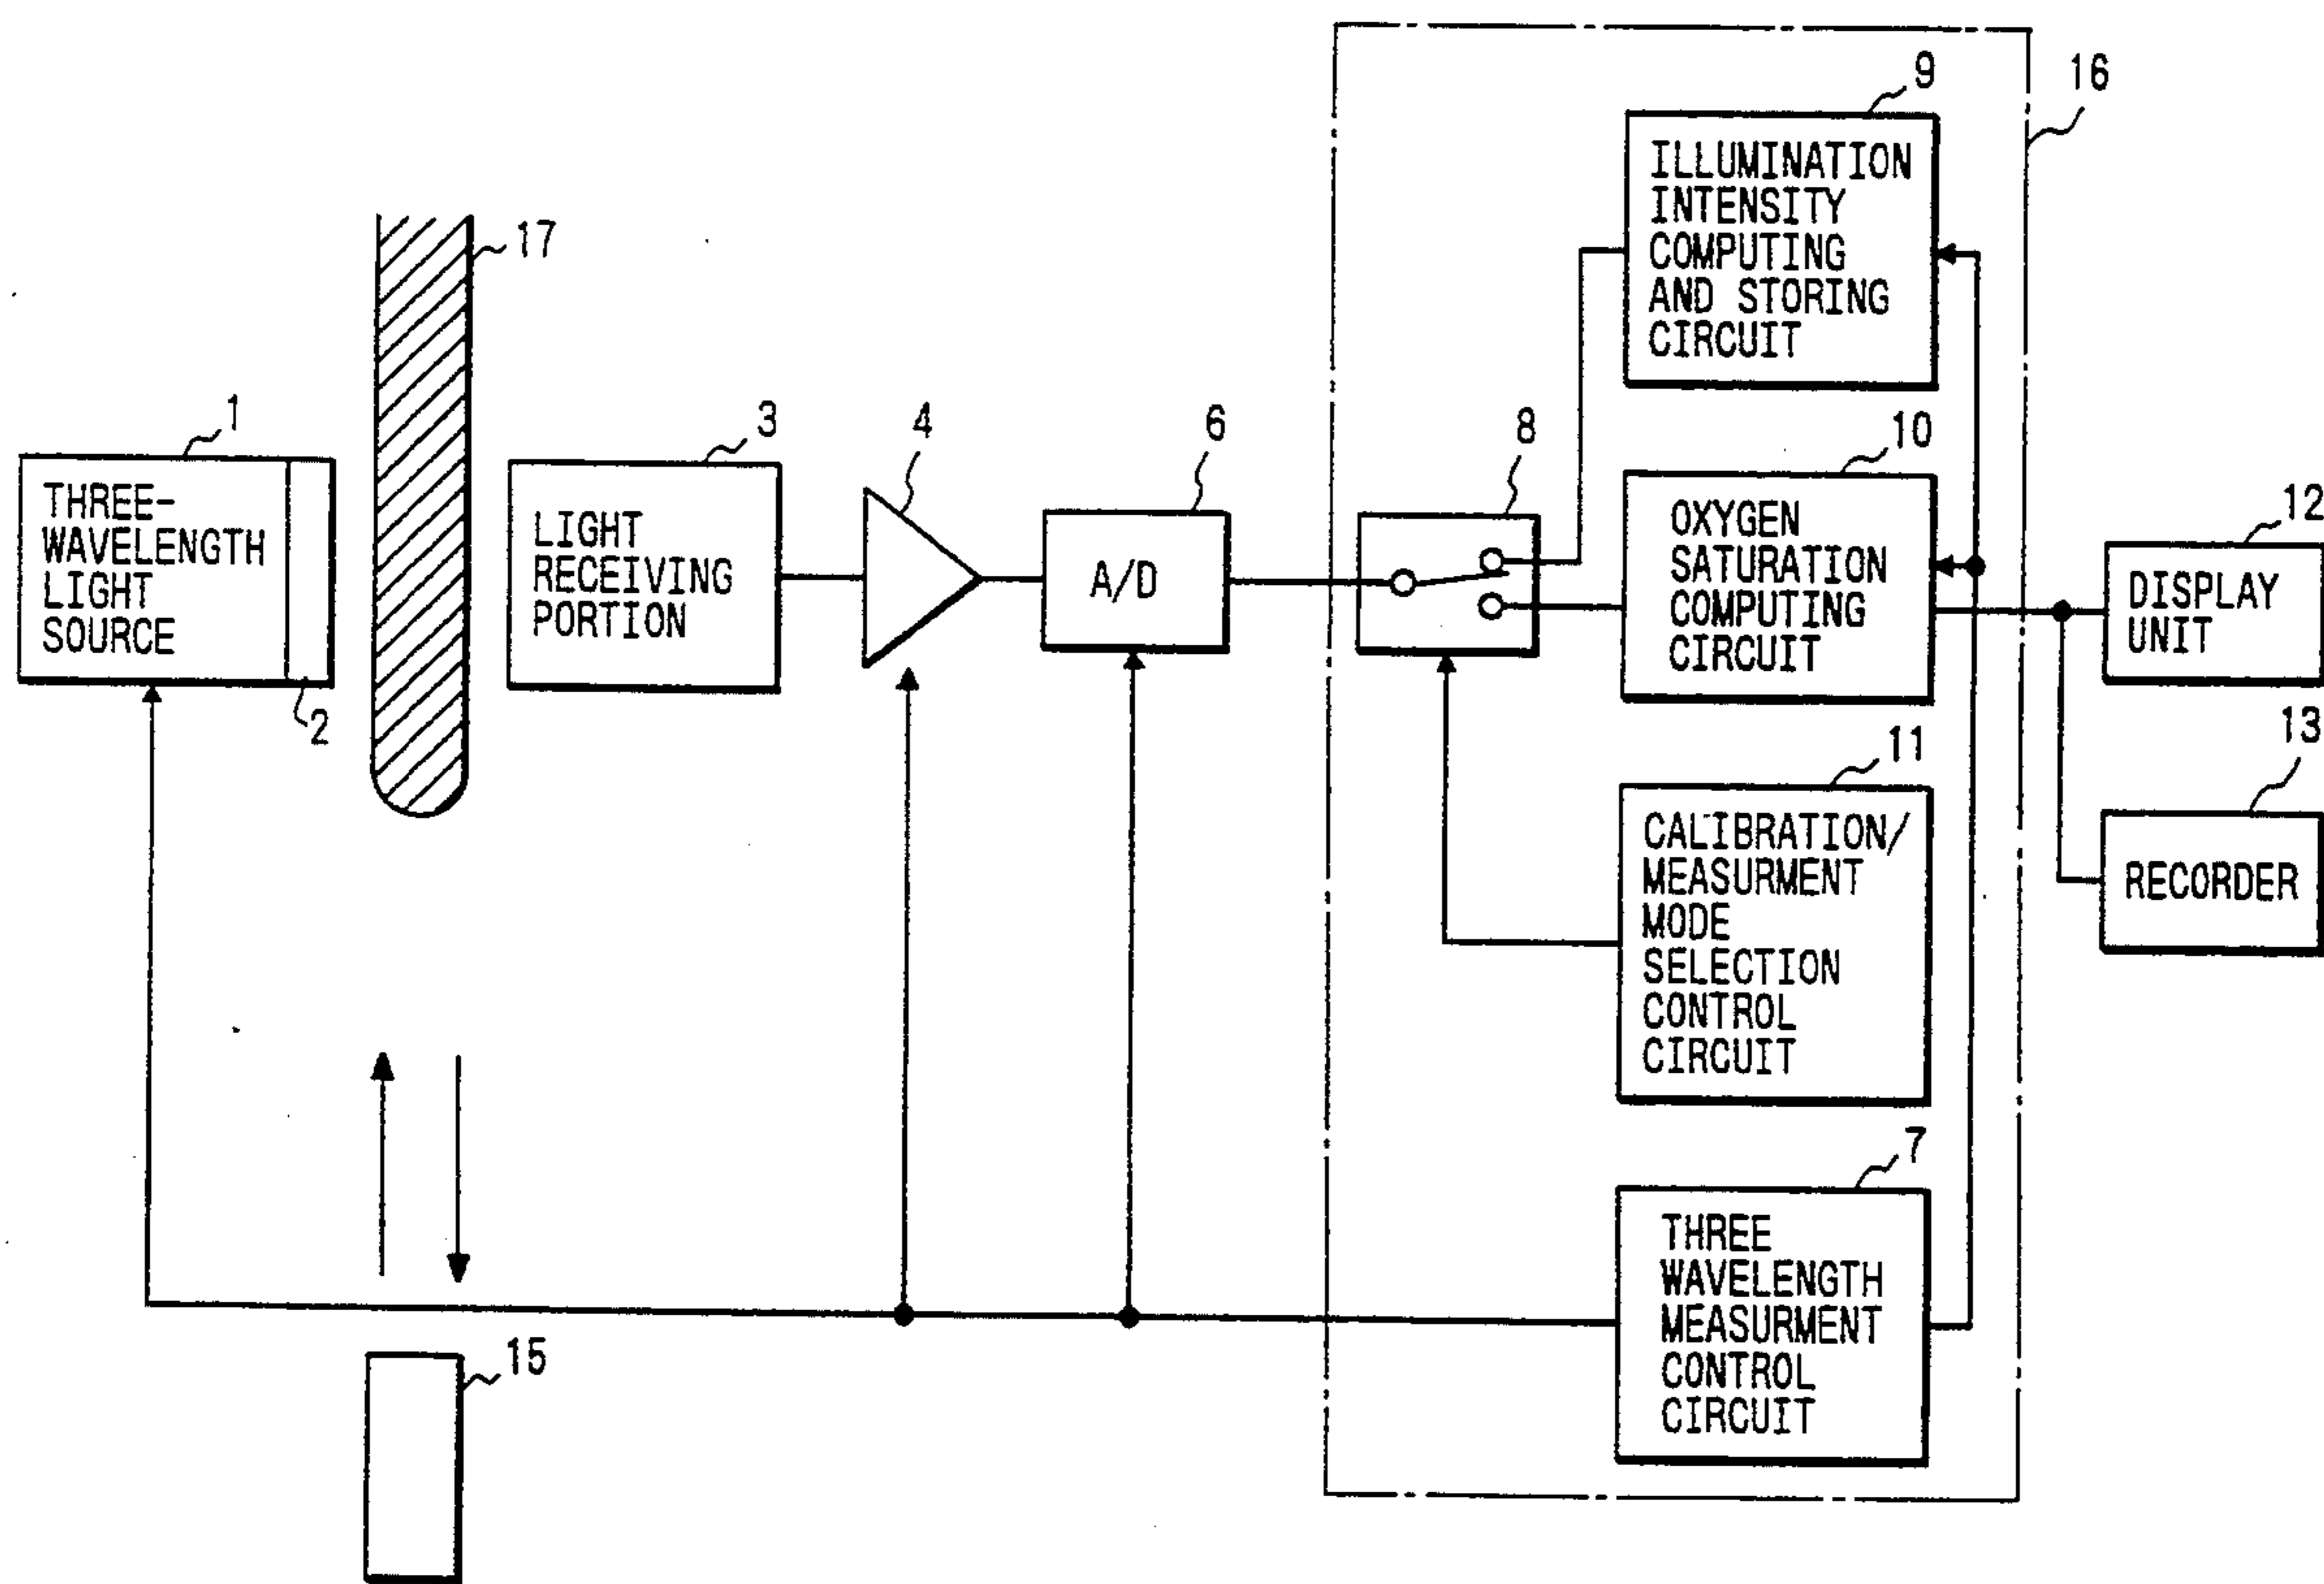 16
9
ILLUMINATION
INTENSITY
COMPUTING
AND STORING
CIRCUIT
17
1
THREE-
WAVELENGTH
LIGHT
SOURCE
2
3
LIGHT
RECEIVING
PORTION
4
6
A/D
8
10
OXYGEN
SATURATION
COMPUTING
CIRCUIT
12
DISPLAY
UNIT
13
RECORDER
11
CALIBRATION/
MEASURMENT
MODE
SELECTION
CONTROL
CIRCUIT
7
THREE
WAVELENGTH
MEASURMENT
CONTROL
CIRCUIT
15